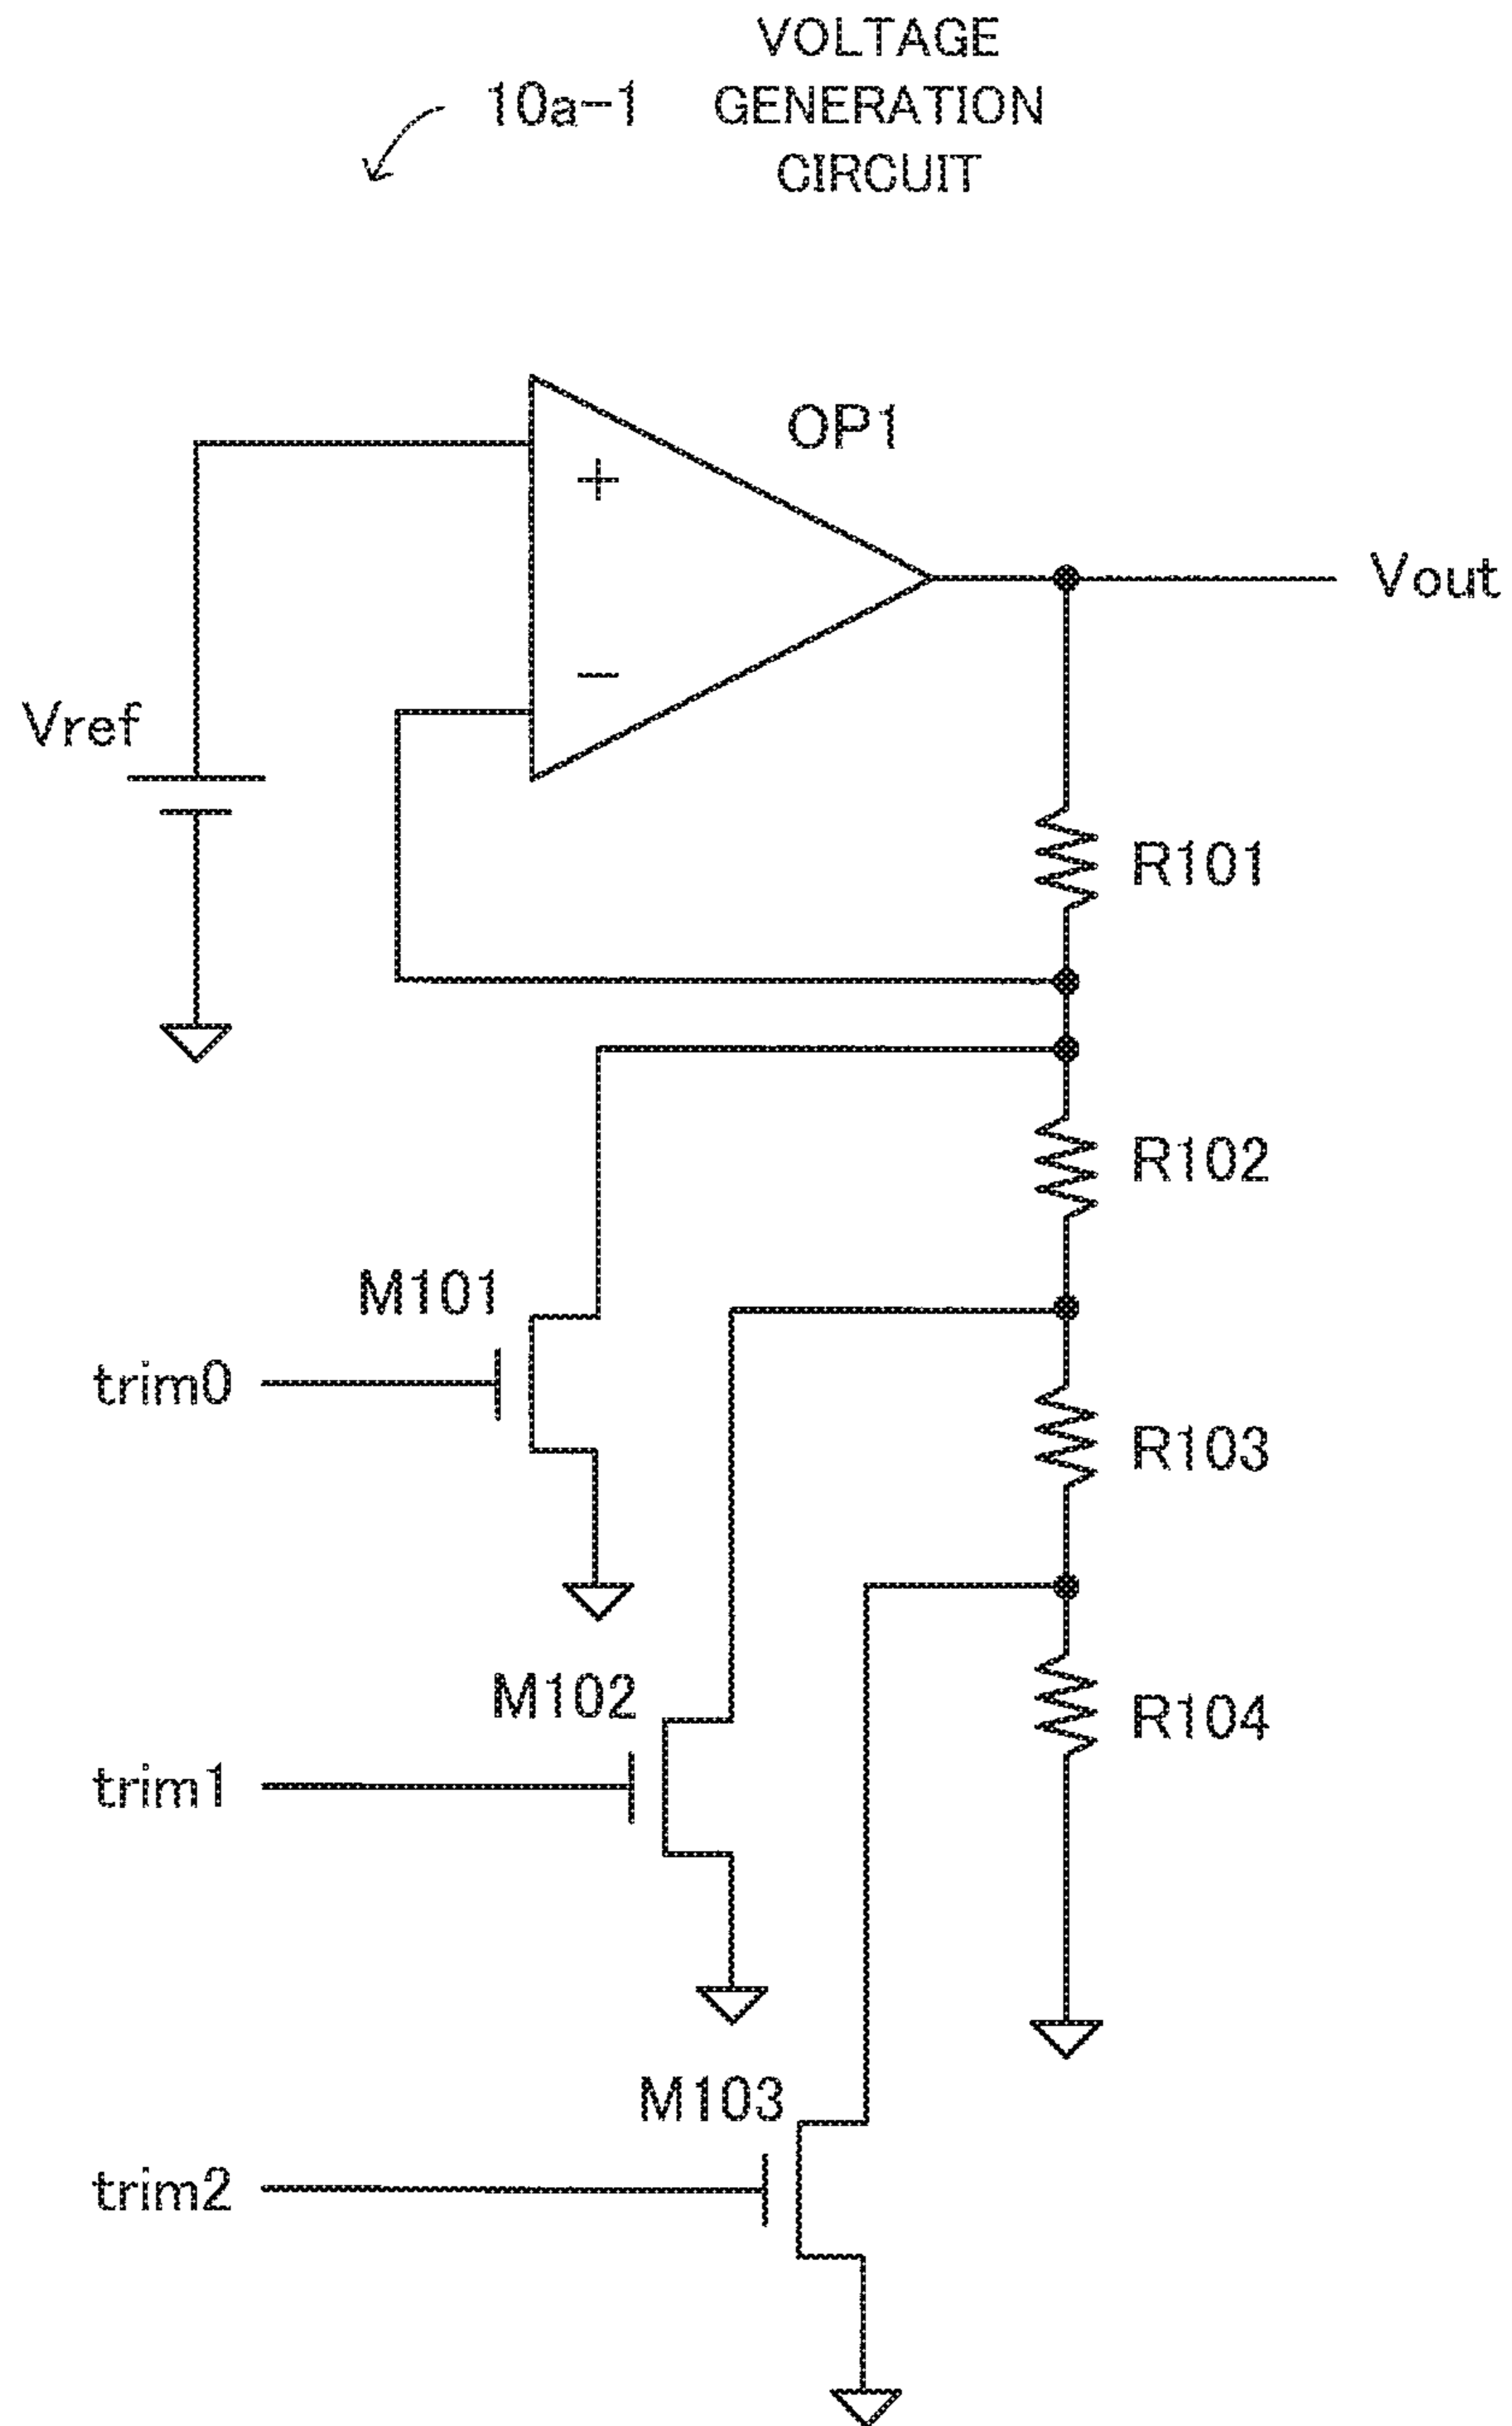 VOLTAGE
10a-1 GENERATION
CIRCUIT
OP1
+
Vout
−
Vref
R101
R102
M101
trim0
R103
M102
R104
trim1
M103
trim2